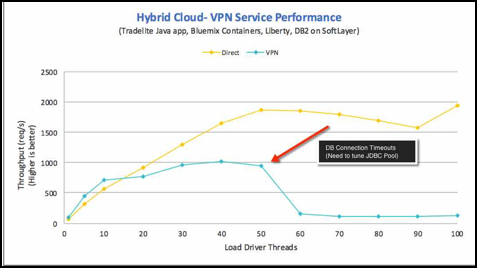 Hybrid Cloud- VPN Service Performance
(Tradelite Java app, Bluemix Containers, Liberty, DB2 on SoftLayer)
Direct VPN
Throughput (req/s)
(Higher is better)
2500
2000
1500
1000
500
0
DB Connection Timeouts
(Need to tune JDBC Pool)
0 10 20 30 40 50 60 70 80 90 100
Load Driver Threads